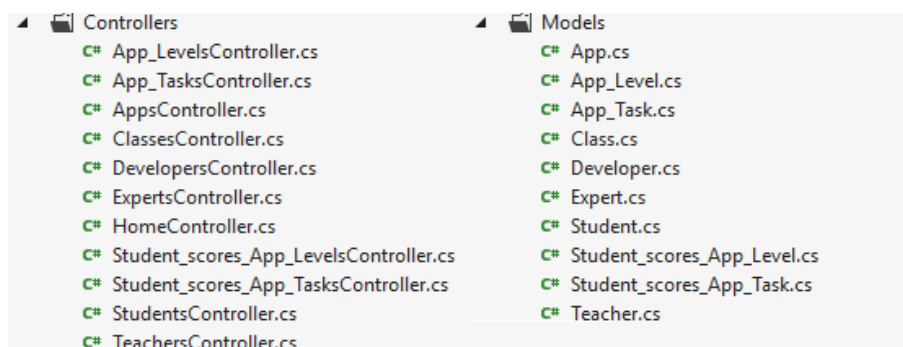 Controllers
C# App_LevelsController.cs
C# App_TasksController.cs
C# AppsController.cs
C# ClassesController.cs
C# DevelopersController.cs
C# ExpertsController.cs
C# HomeController.cs
C# Student_scores_App_LevelsController.cs
C# Student_scores_App_TasksController.cs
C# StudentsController.cs
C# TeachersController.cs
Models
C# App.cs
C# App_Level.cs
C# App_Task.cs
C# Class.cs
C# Developer.cs
C# Expert.cs
C# Student.cs
C# Student_scores_App_Level.cs
C# Student_scores_App_Task.cs
C# Teacher.cs